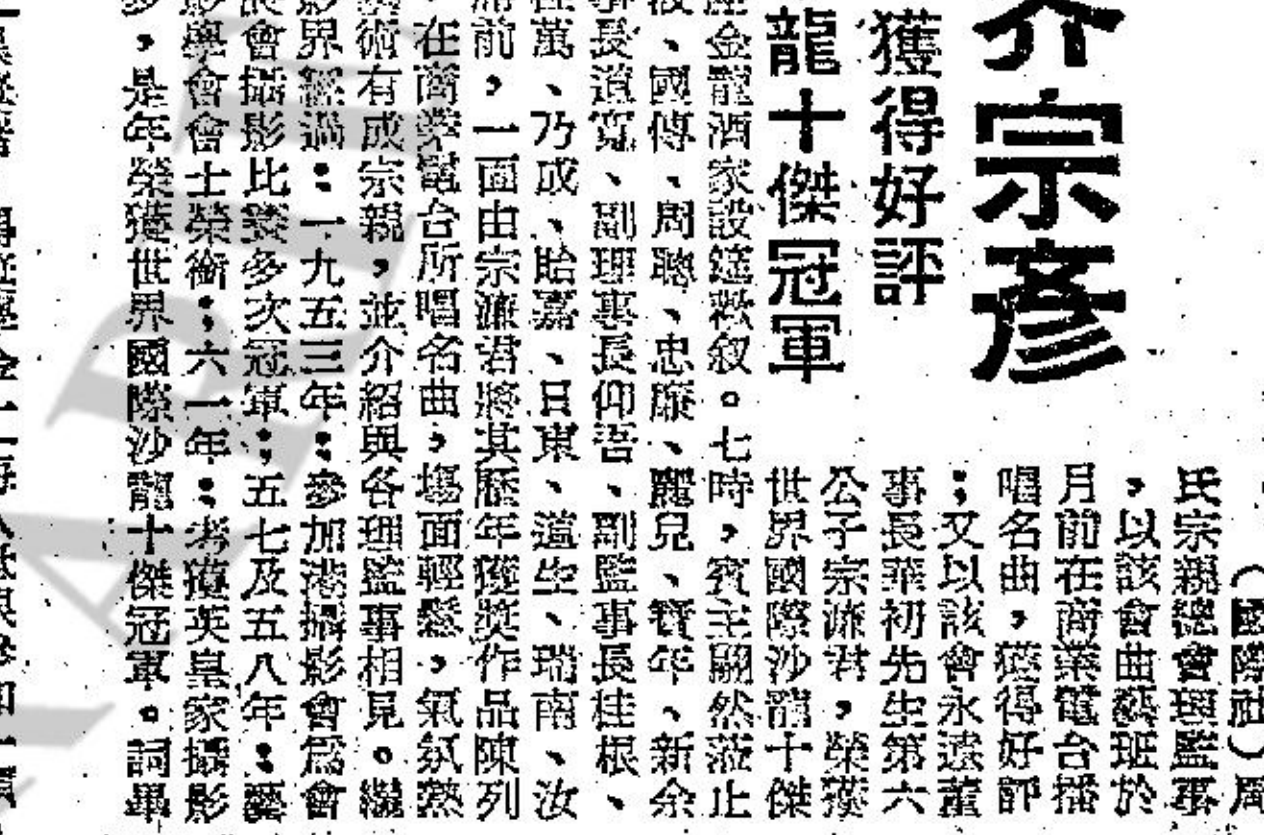 介宗彥
獲得好評
龍十傑冠軍
（國際社）周
氏宗親總會理監事
，以該會曲藝班於
月前在商業電台播
唱名曲，獲得好評
；又以該會永遠董
事長華初先生第六
公子宗濂君，榮獲
世界國際沙龍十傑
金龍酒家設筵歡叙。七時，賓主關然蒞止
、國傳、周聰、忠廉、麗兒、寶年、新余
事長道寬、副理事長仰吾、副監事長桂根、
萬、乃成、貽嘉、日東、道生、瑞南、汝
前，一面由宗濂君將其歷年獲獎作品陳列
，在商業電台所唱名曲，場面輕鬆，氣氛熱
術有成宗親，並介紹與各理監事相見。繼
影界經過：一九五三年：參加港攝影會為會
會攝影比賽多次冠軍；五七及五八年：藝
影學會會士榮銜；六一年：考獲英皇家攝影
多，是年榮獲世界國際沙龍十傑冠軍。詞畢